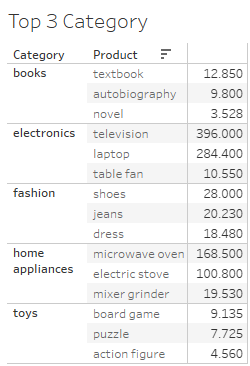 Top 3 Category
Category Product
books textbook 12.850
autobiography 9.800
novel 3.528
electronics television 396.000
laptop 284.400
table fan 10.550
fashion shoes 28.000
jeans 20.230
dress 18.480
home appliances microwave oven 168.500
electric stove 100.800
mixer grinder 19.530
toys board game 9.135
puzzle 7.725
action figure 4.560